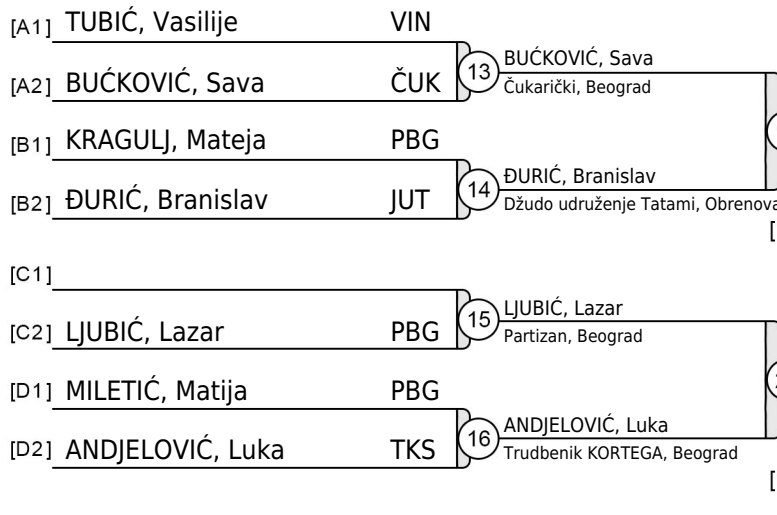 [A1] TUBIĆ, Vasilije VIN
[A2] BUĆKOVIĆ, Sava ČUK
13 BUĆKOVIĆ, Sava
Čukarički, Beograd
[B1] KRAGULJ, Mateja PBG
[B2] ĐURIĆ, Branislav JUT
14 ĐURIĆ, Branislav
Džudo udruženje Tatami, Obrenova
[
[C1]
[C2] LJUBIĆ, Lazar PBG
15 LJUBIĆ, Lazar
Partizan, Beograd
[D1] MILETIĆ, Matija PBG
[D2] ANDJELOVIĆ, Luka TKS
16 ANDJELOVIĆ, Luka
Trudbenik KORTEGA, Beograd
[